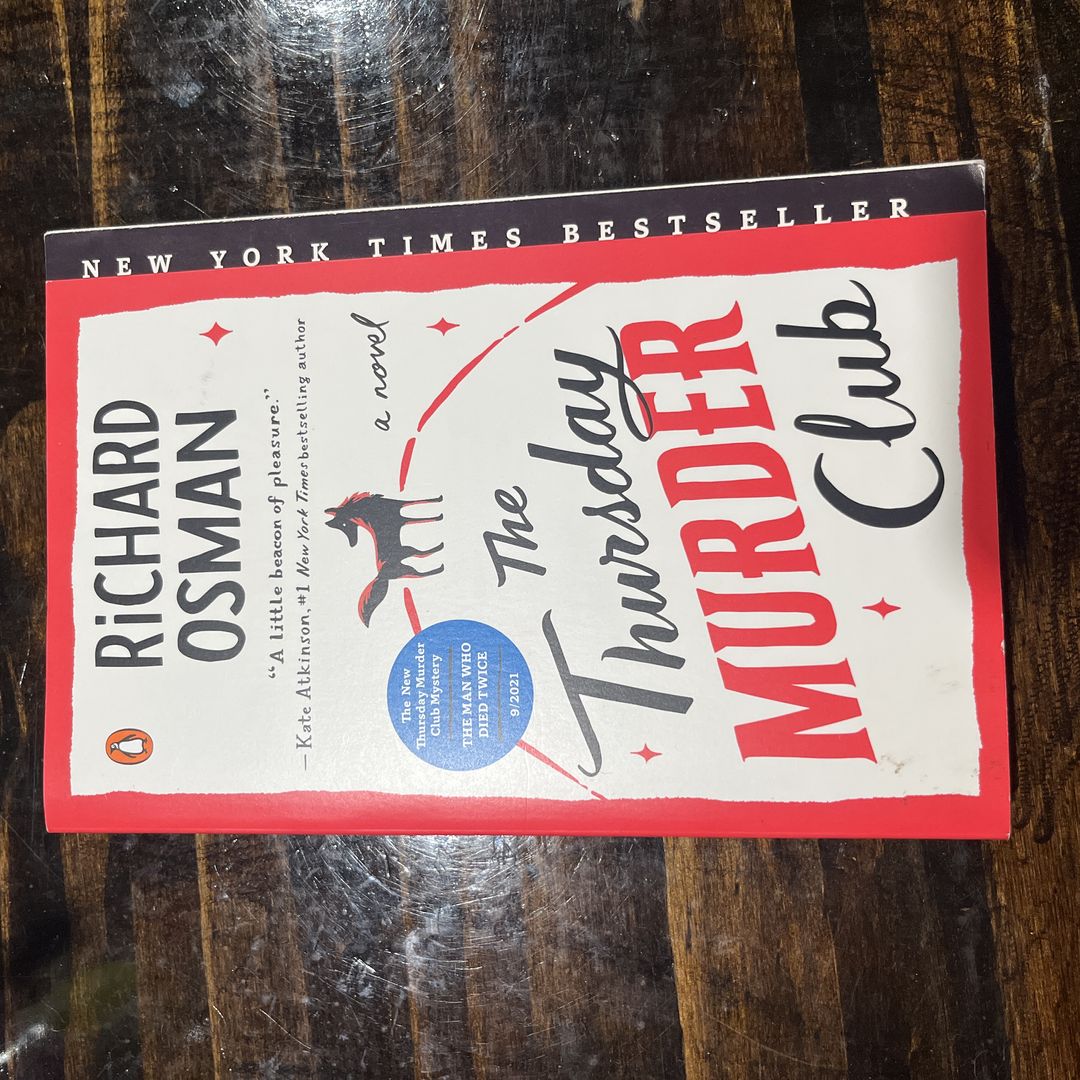 RiCHARD
OSMAN
“A little beacon of pleasure.”
—Kate Atkinson, #1 New York Times bestselling author
a novel
The New
Thursday Murder
Club Mystery
THE MAN WHO
DIED TWICE
9/2021
The
Thursday
MURDER
Club
NEW YORK TIMES BESTSELLER